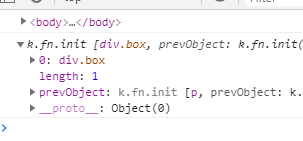 <body>…</body>
k.fn.init [div.box, prevObject: k.fn.init(
0: div.box
length: 1
prevObject: k.fn.init [p, prevObject: k.
__proto__: Object(0)